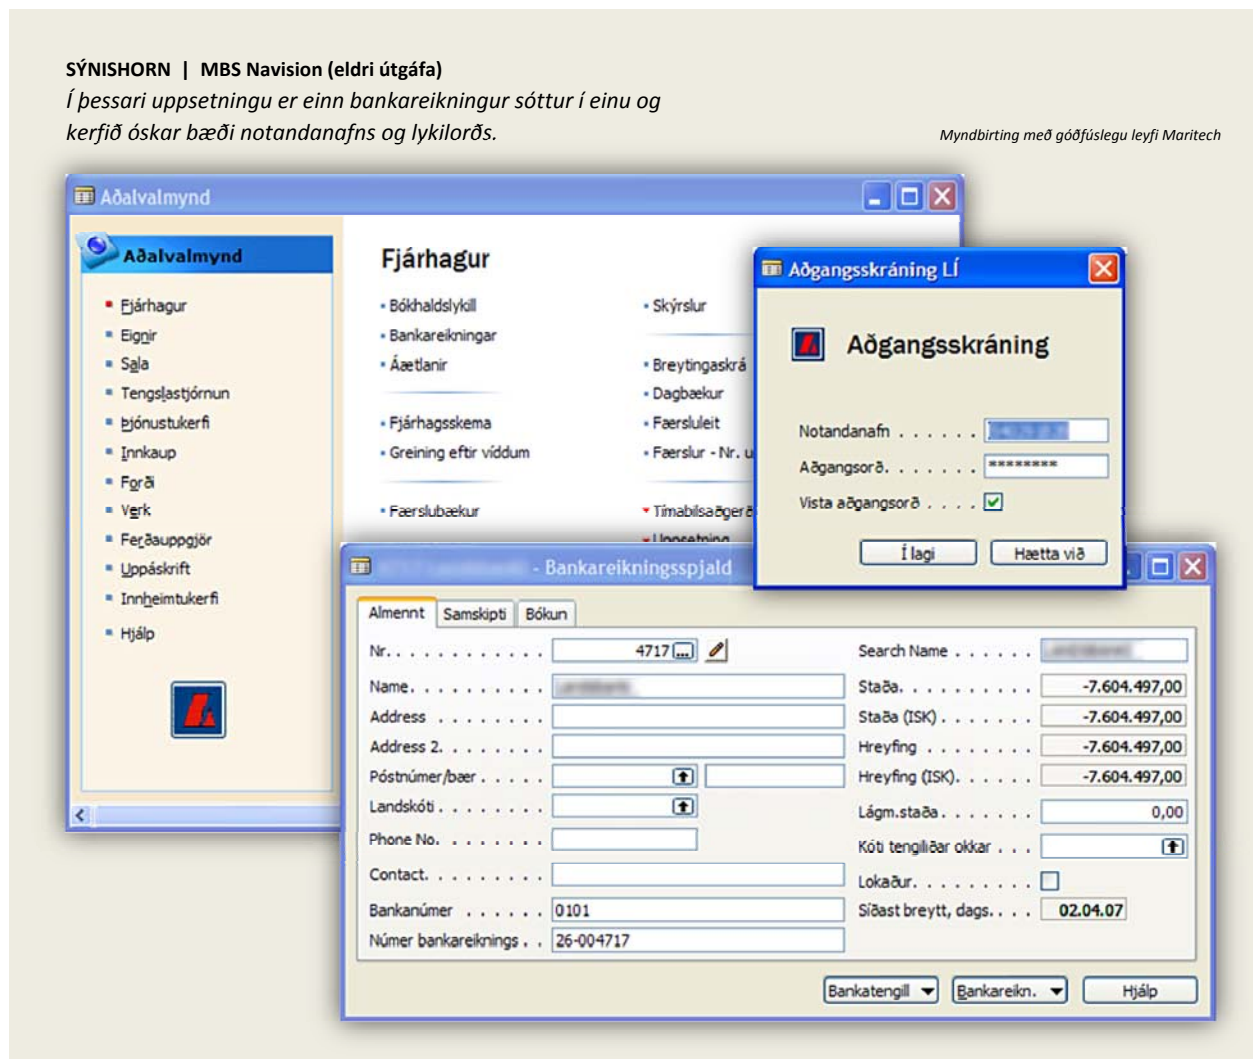 SÝNISHORN | MBS Navision (eldri útgáfa)
Í þessari uppsetningu er einn bankareikningur sóttur í einu og
kerfið óskar bæði notandanafns og lykilorðs.
Myndbirting með góðfúslegu leyfi Maritech
Aðalvalmynd
Aðalvalmynd
Fjárhagur
Eignir
Sala
Tengslastjórnun
Þjónustukerfi
Innkaup
Forði
Verk
Ferðauppgjör
Uppáskrift
Innheimtukerfi
Hjálp
Fjárhagur
Bókhaldslykill
Bankareikningar
Áætlanir
Fjárhagsskema
Greining eftir víddum
Færslubækur
Skýrslur
Breytingaskrá
Dagbækur
Færsluleit
Færslur - Nr. u
Tímabilsaðgerð
Uppsetning
Aðgangsskráning LÍ
Aðgangsskráning
Notandanafn . . . . . .
Aðgangsorð. . . . . . . ********
Vista aðgangsorð . . . .
Í lagi Hætta við
- Bankareikningsspjald
Almennt Samskipti Bókun
Nr. . . . . . . . . . . . . 4717 ...
Name. . . . . . . . . .
Address . . . . . . . .
Address 2. . . . . . . .
Póstnúmer/bær . . . . .
Landskóti . . . . . . . .
Phone No. . . . . . . .
Contact. . . . . . . . .
Bankanúmer . . . . . . 0101
Númer bankareiknings . . 26-004717
Search Name . . . . . .
Staða. . . . . . . . . . -7.604.497,00
Staða (ISK) . . . . . . . -7.604.497,00
Hreyfing . . . . . . . . -7.604.497,00
Hreyfing (ISK). . . . . . -7.604.497,00
Lágm.staða. . . . . . . 0,00
Kóti tengiliðar okkar . . .
Lokaður. . . . . . . . .
Síðast breytt, dags. . . . 02.04.07
Bankatengill Bankareikn. Hjálp